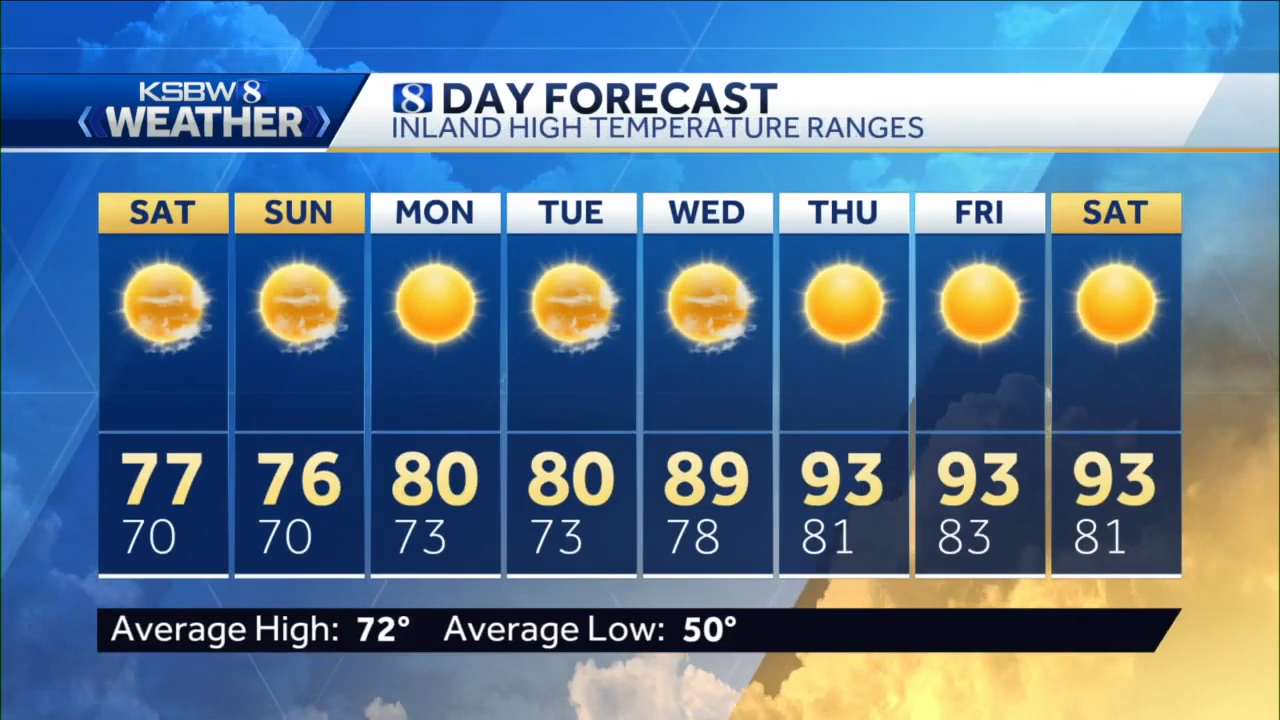 KSBW 8
WEATHER
8 DAY FORECAST
INLAND HIGH TEMPERATURE RANGES
SAT SUN MON TUE WED THU FRI SAT
77 76 80 80 89 93 93 93
70 70 73 73 78 81 83 81
Average High: 72° Average Low: 50°